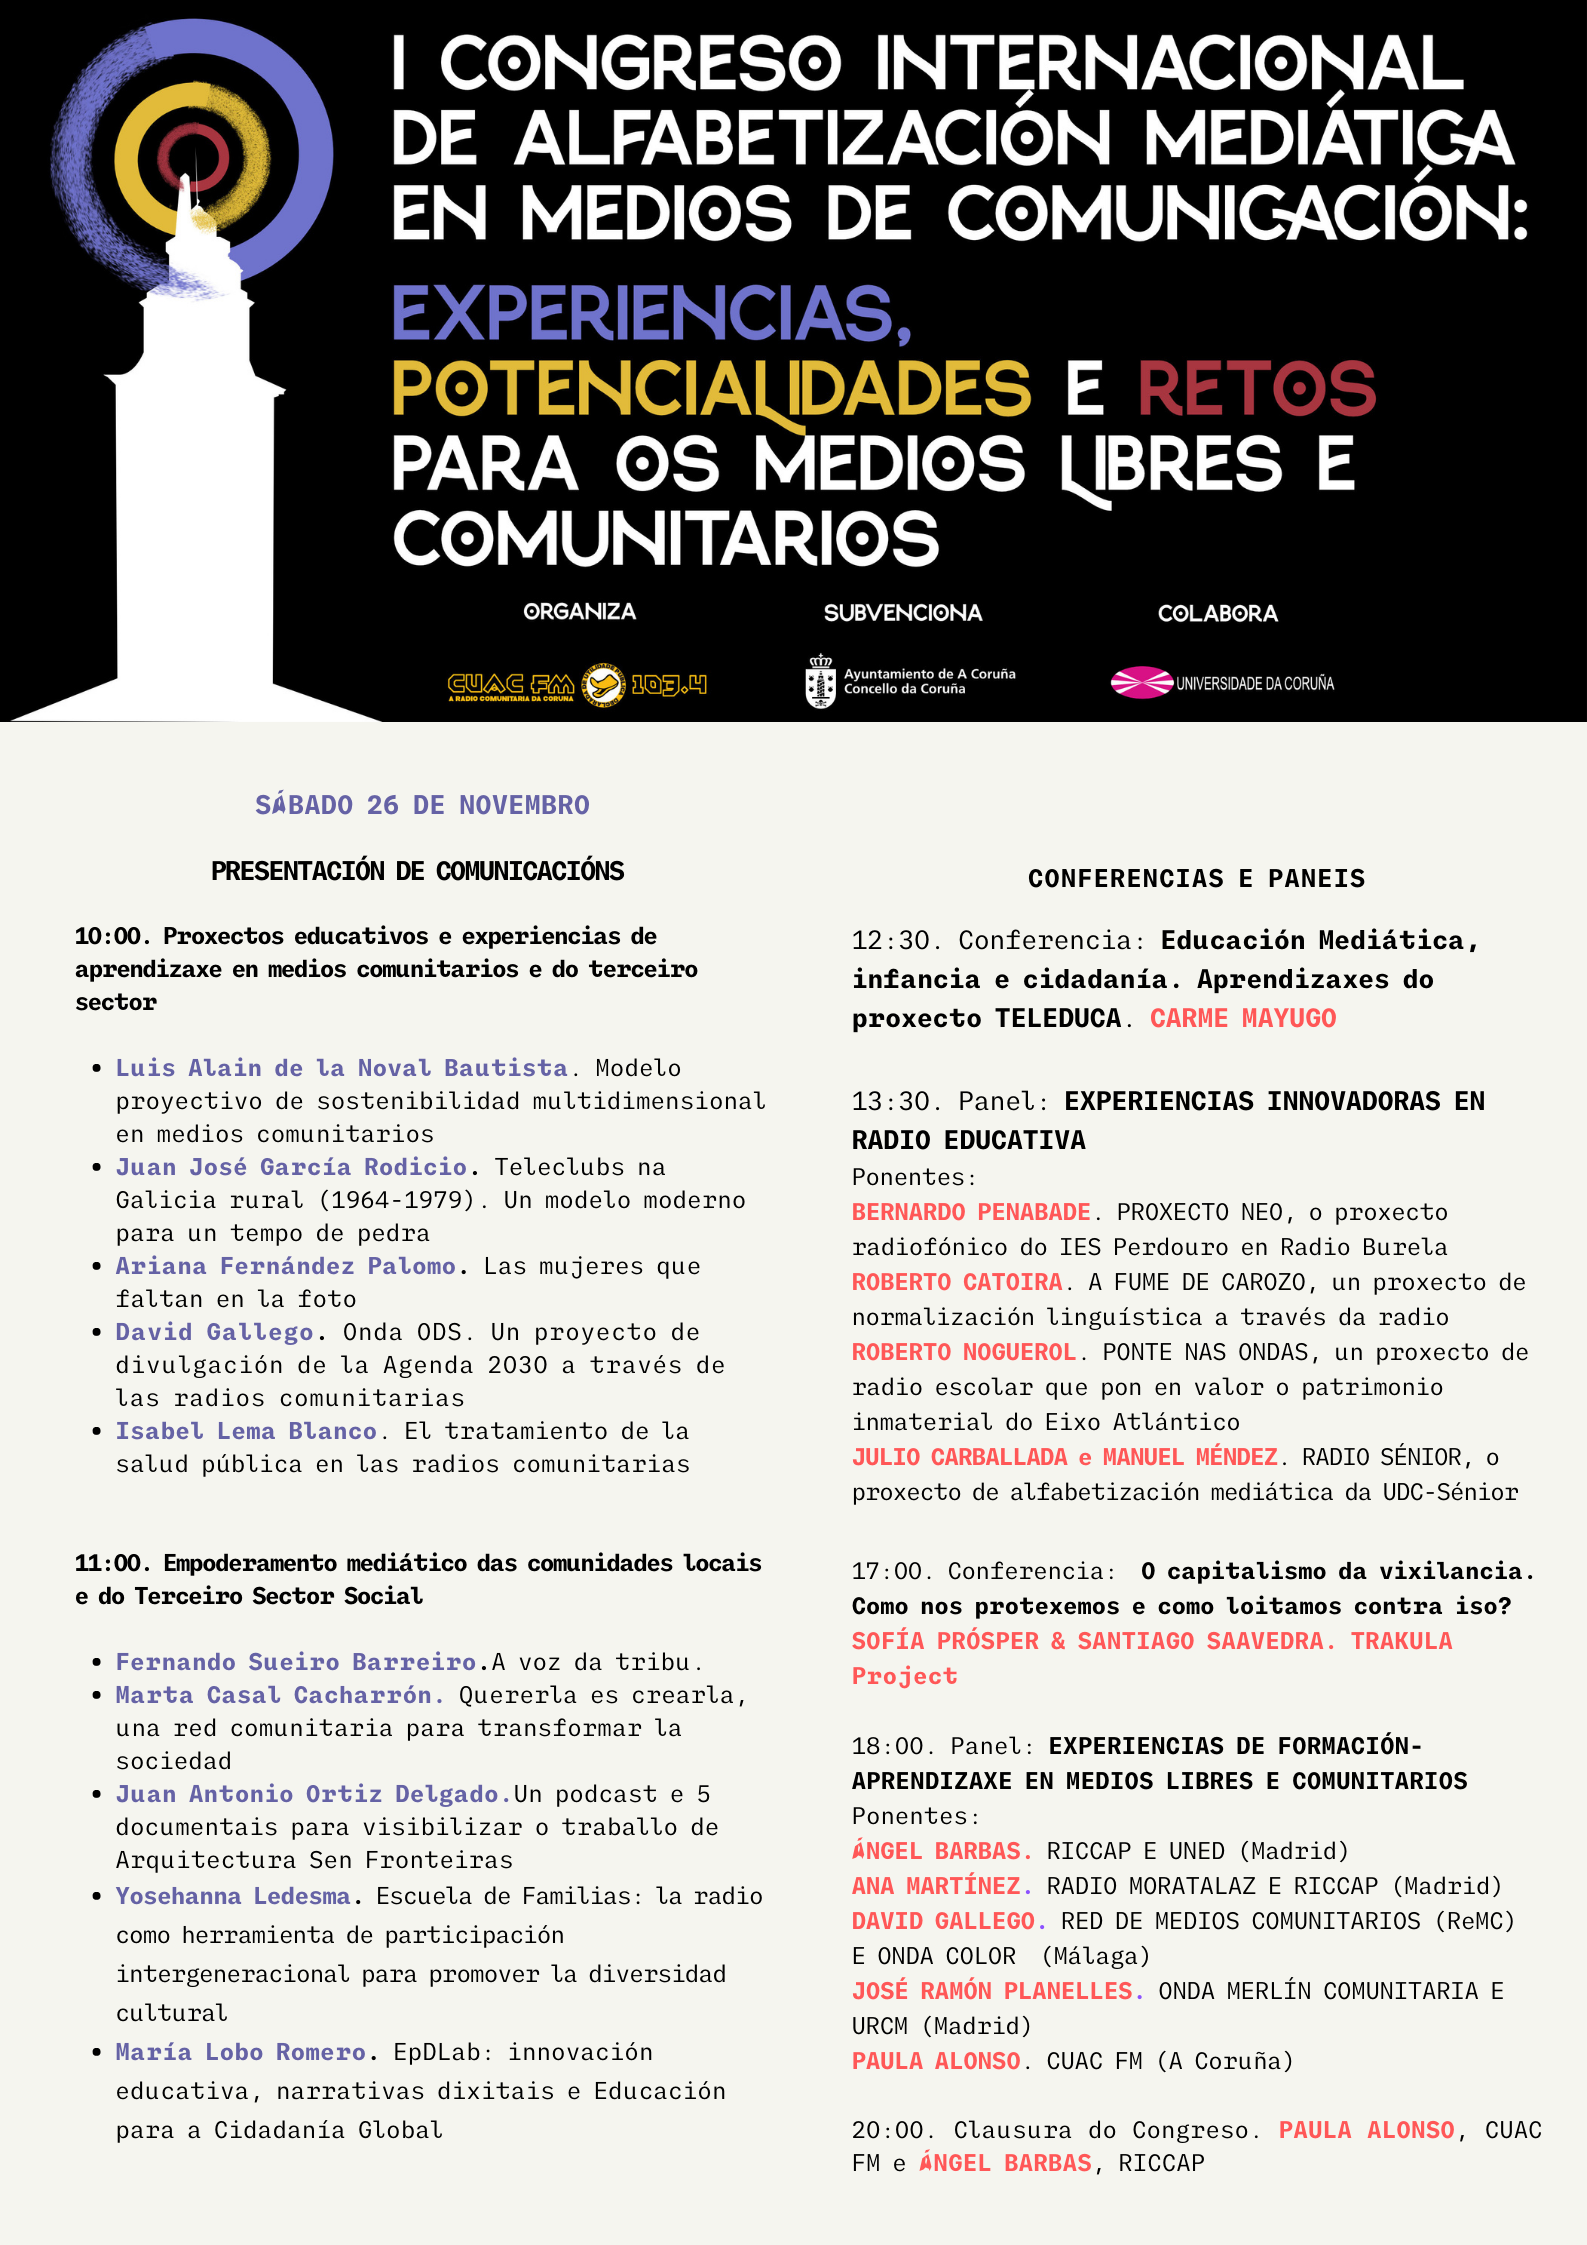 I CONGRESO INTERNACIONAL
DE ALFABETIZACIÓN MEDIÁTICA
EN MEDIOS DE COMUNICACIÓN:
EXPERIENCIAS,
POTENCIALIDADES E RETOS
PARA OS MEDIOS LIBRES E
COMUNITARIOS
ORGANIZA
SUBVENCIONA
COLABORA
CUAC FM 103.4
A RADIO COMUNITARIA DA CORUÑA
Ayuntamiento de A Coruña
Concello da Coruña
UNIVERSIDADE DA CORUÑA
SÁBADO 26 DE NOVEMBRO
PRESENTACIÓN DE COMUNICACIÓNS
10:00. Proxectos educativos e experiencias de
aprendizaxe en medios comunitarios e do terceiro
sector
• Luis Alain de la Noval Bautista. Modelo
proyectivo de sostenibilidad multidimensional
en medios comunitarios
• Juan José García Rodicio. Teleclubs na
Galicia rural (1964-1979). Un modelo moderno
para un tempo de pedra
• Ariana Fernández Palomo. Las mujeres que
faltan en la foto
• David Gallego. Onda ODS. Un proyecto de
divulgación de la Agenda 2030 a través de
las radios comunitarias
• Isabel Lema Blanco. El tratamiento de la
salud pública en las radios comunitarias
11:00. Empoderamento mediático das comunidades locais
e do Terceiro Sector Social
• Fernando Sueiro Barreiro.A voz da tribu.
• Marta Casal Cacharrón. Quererla es crearla,
una red comunitaria para transformar la
sociedad
• Juan Antonio Ortiz Delgado.Un podcast e 5
documentais para visibilizar o traballo de
Arquitectura Sen Fronteiras
• Yosehanna Ledesma. Escuela de Familias: la radio
como herramienta de participación
intergeneracional para promover la diversidad
cultural
• María Lobo Romero. EpDLab: innovación
educativa, narrativas dixitais e Educación
para a Cidadanía Global
CONFERENCIAS E PANEIS
12:30. Conferencia: Educación Mediática,
infancia e cidadanía. Aprendizaxes do
proxecto TELEDUCA. CARME MAYUGO
13:30. Panel: EXPERIENCIAS INNOVADORAS EN
RADIO EDUCATIVA
Ponentes:
BERNARDO PENABADE. PROXECTO NEO, o proxecto
radiofónico do IES Perdouro en Radio Burela
ROBERTO CATOIRA. A FUME DE CAROZO, un proxecto de
normalización linguística a través da radio
ROBERTO NOGUEROL. PONTE NAS ONDAS, un proxecto de
radio escolar que pon en valor o patrimonio
inmaterial do Eixo Atlántico
JULIO CARBALLADA e MANUEL MÉNDEZ. RADIO SÉNIOR, o
proxecto de alfabetización mediática da UDC-Sénior
17:00. Conferencia: O capitalismo da vixilancia.
Como nos protexemos e como loitamos contra iso?
SOFÍA PRÓSPER & SANTIAGO SAAVEDRA. TRAKULA
Project
18:00. Panel: EXPERIENCIAS DE FORMACIÓN-
APRENDIZAXE EN MEDIOS LIBRES E COMUNITARIOS
Ponentes:
ÁNGEL BARBAS. RICCAP E UNED (Madrid)
ANA MARTÍNEZ. RADIO MORATALAZ E RICCAP (Madrid)
DAVID GALLEGO. RED DE MEDIOS COMUNITARIOS (ReMC)
E ONDA COLOR (Málaga)
JOSÉ RAMÓN PLANELLES. ONDA MERLÍN COMUNITARIA E
URCM (Madrid)
PAULA ALONSO. CUAC FM (A Coruña)
20:00. Clausura do Congreso. PAULA ALONSO, CUAC
FM e ÁNGEL BARBAS, RICCAP